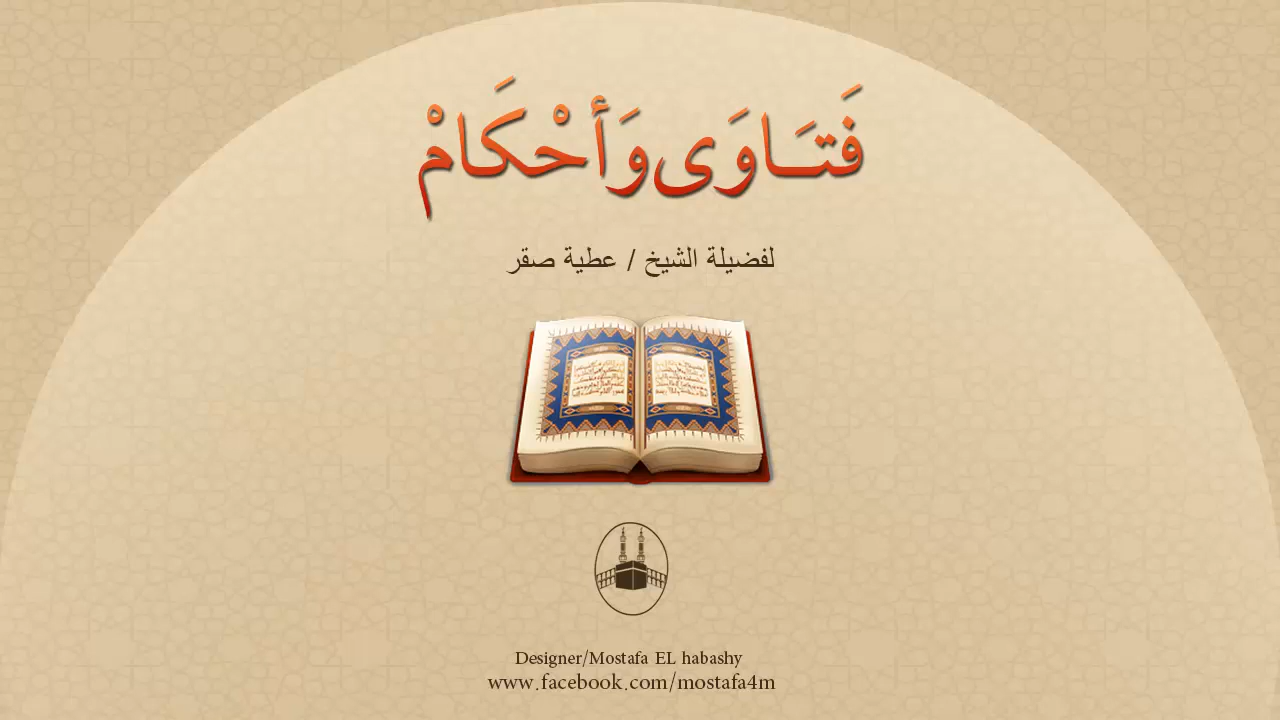 فَتَـاوَى وَأَحْكَامْ
لفضيلة الشيخ / عطية صقر
Designer/Mostafa EL habashy
www.facebook.com/mostafa4m